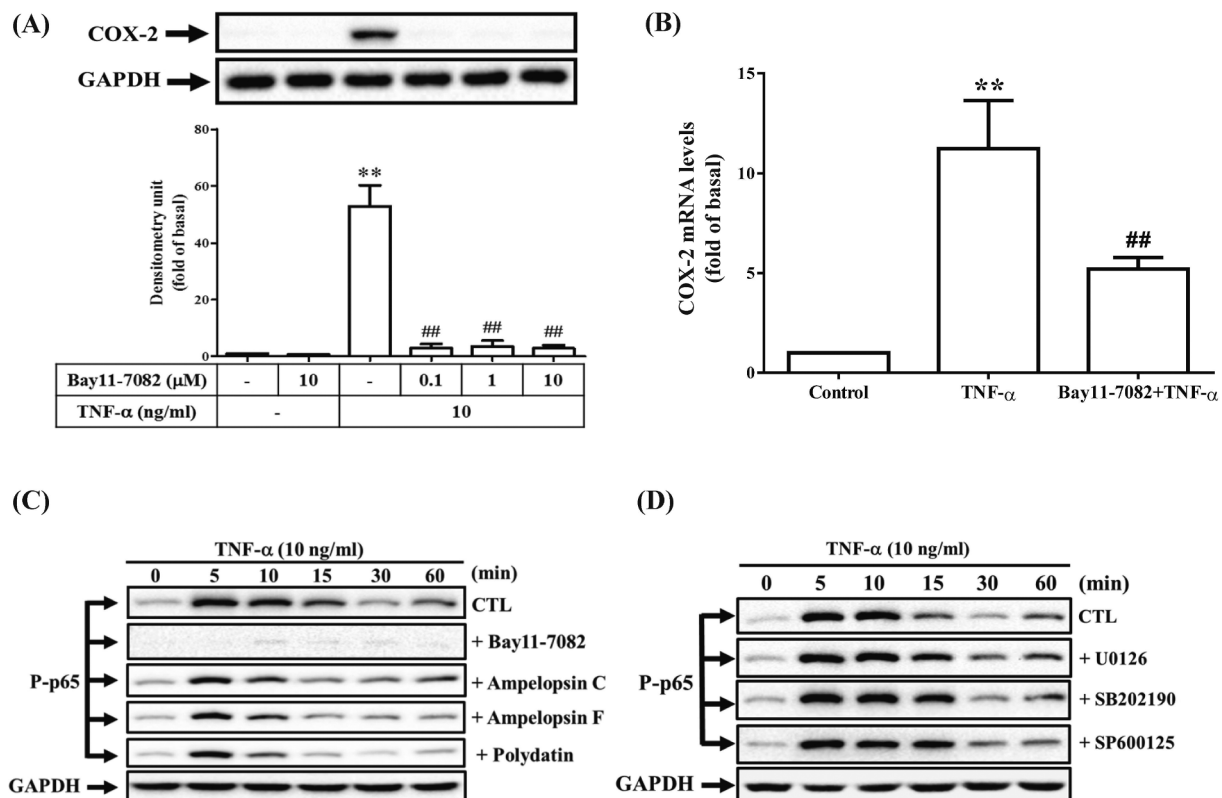 (A)
COX-2
GAPDH
Densitometry unit
(fold of basal)
80
60
40
20
0
**
## ## ##
Bay11-7082 (μM) - 10 - 0.1 1 10
TNF-α (ng/ml) - 10
(B)
COX-2 mRNA levels
(fold of basal)
15
10
5
0
**
##
Control TNF-α Bay11-7082+TNF-α
(C)
TNF-α (10 ng/ml)
0 5 10 15 30 60 (min)
CTL
+ Bay11-7082
P-p65
+ Ampelopsin C
+ Ampelopsin F
+ Polydatin
GAPDH
(D)
TNF-α (10 ng/ml)
0 5 10 15 30 60 (min)
CTL
+ U0126
P-p65
+ SB202190
+ SP600125
GAPDH